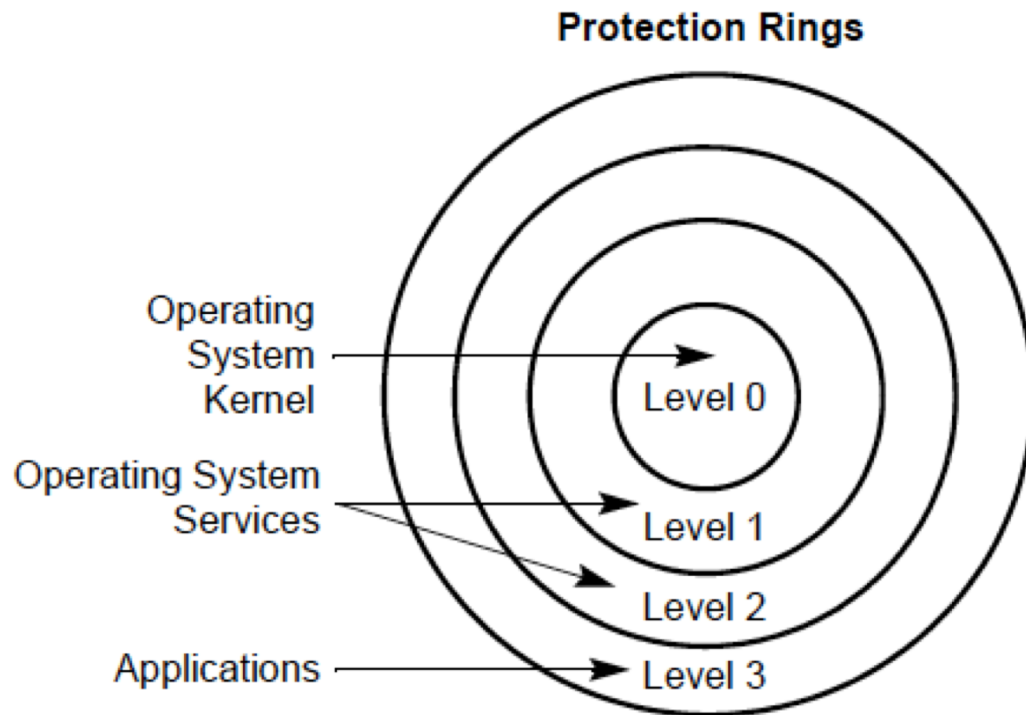 Protection Rings
Operating
System
Kernel
Level 0
Operating System
Services
Level 1
Level 2
Applications
Level 3